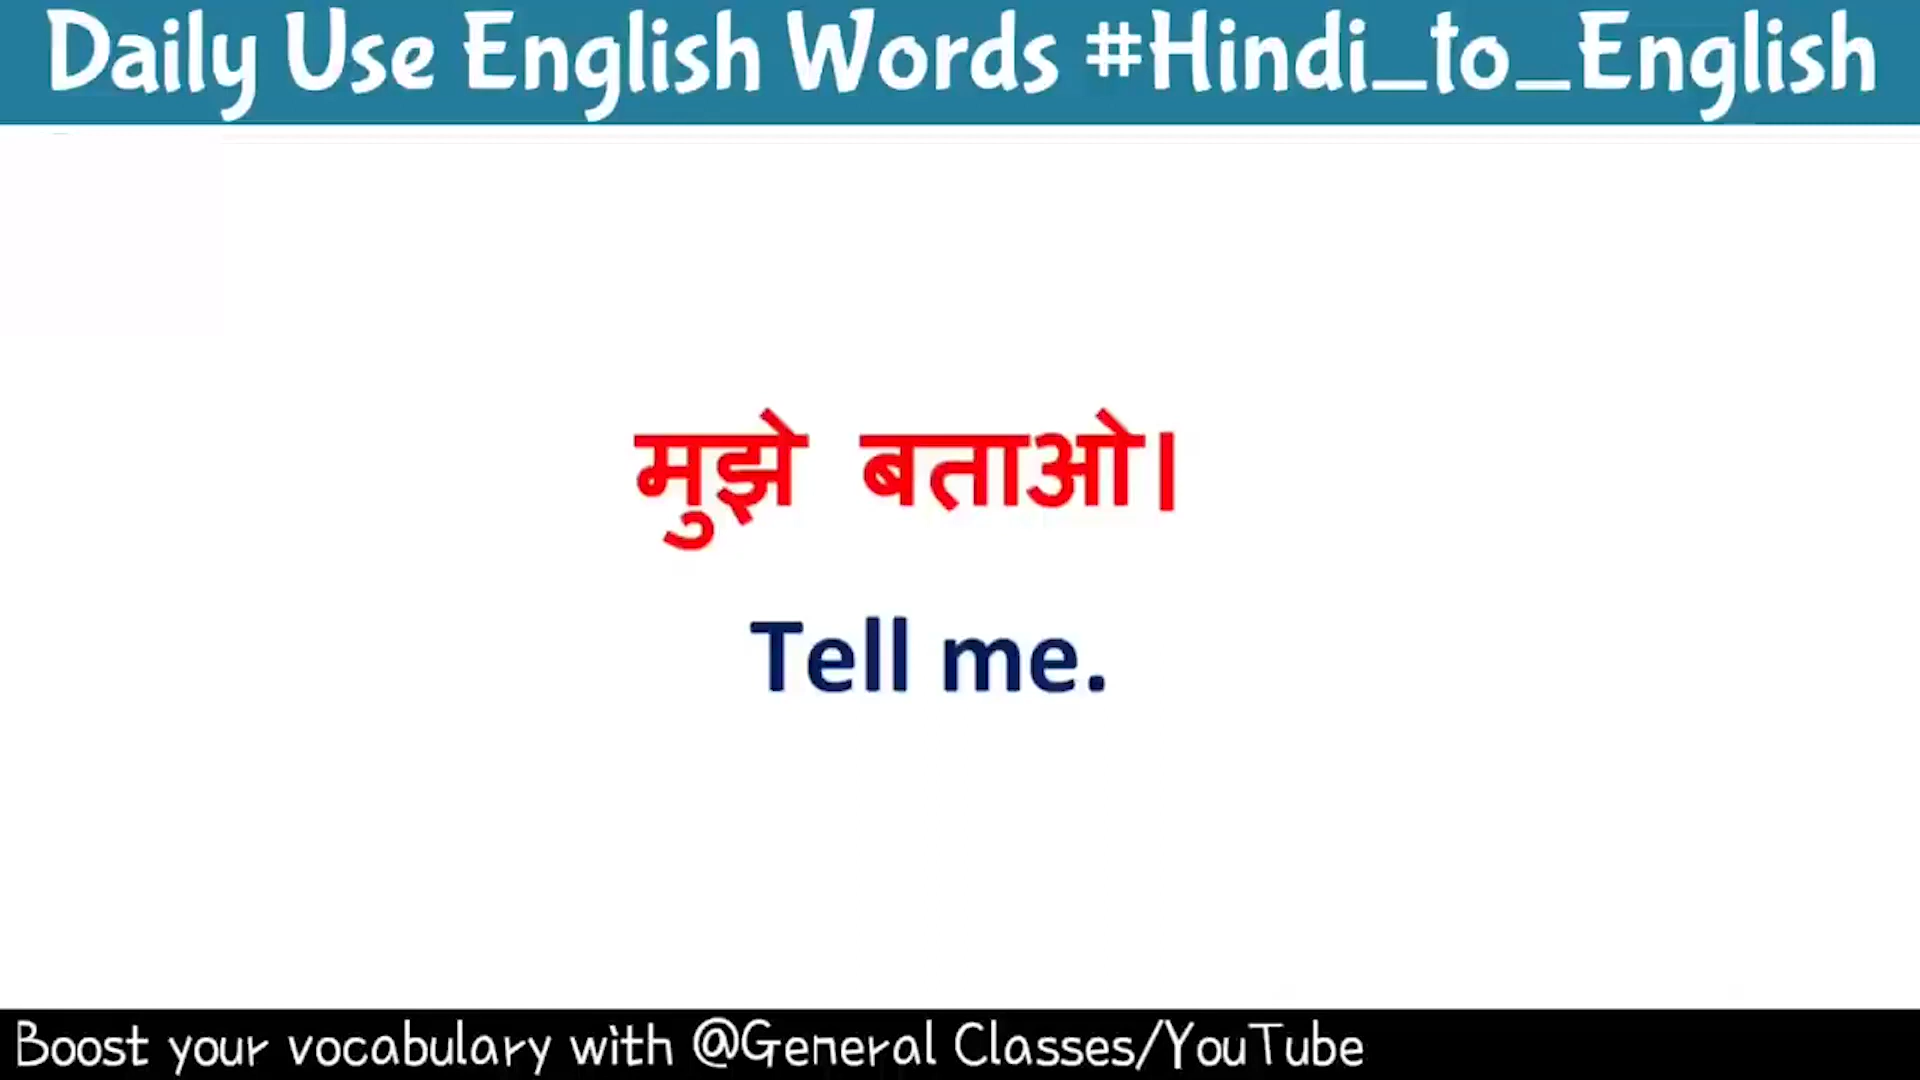 Daily Use English Words #Hindi_to_English
मुझे बताओ।
Tell me.
Boost your vocabulary with @General Classes/YouTube